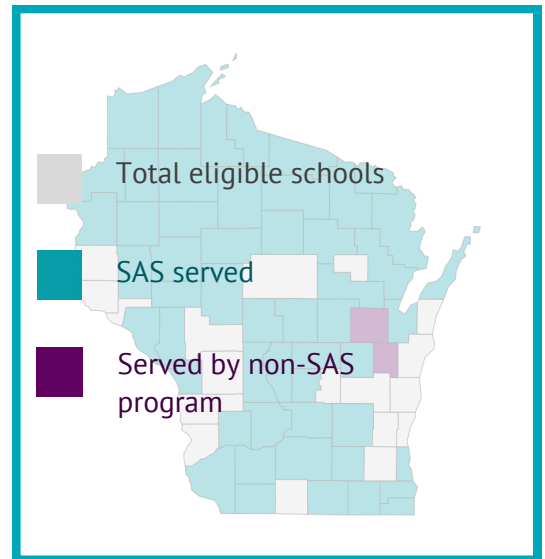 Total eligible schools
SAS served
Served by non-SAS
program